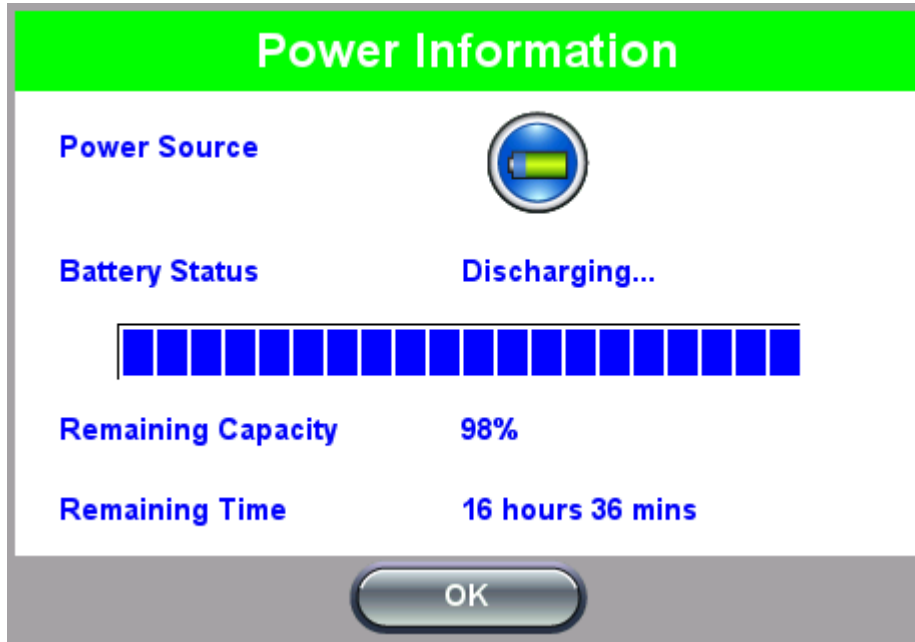 Power Information
Power Source
Battery Status Discharging...
Remaining Capacity 98%
Remaining Time 16 hours 36 mins
OK